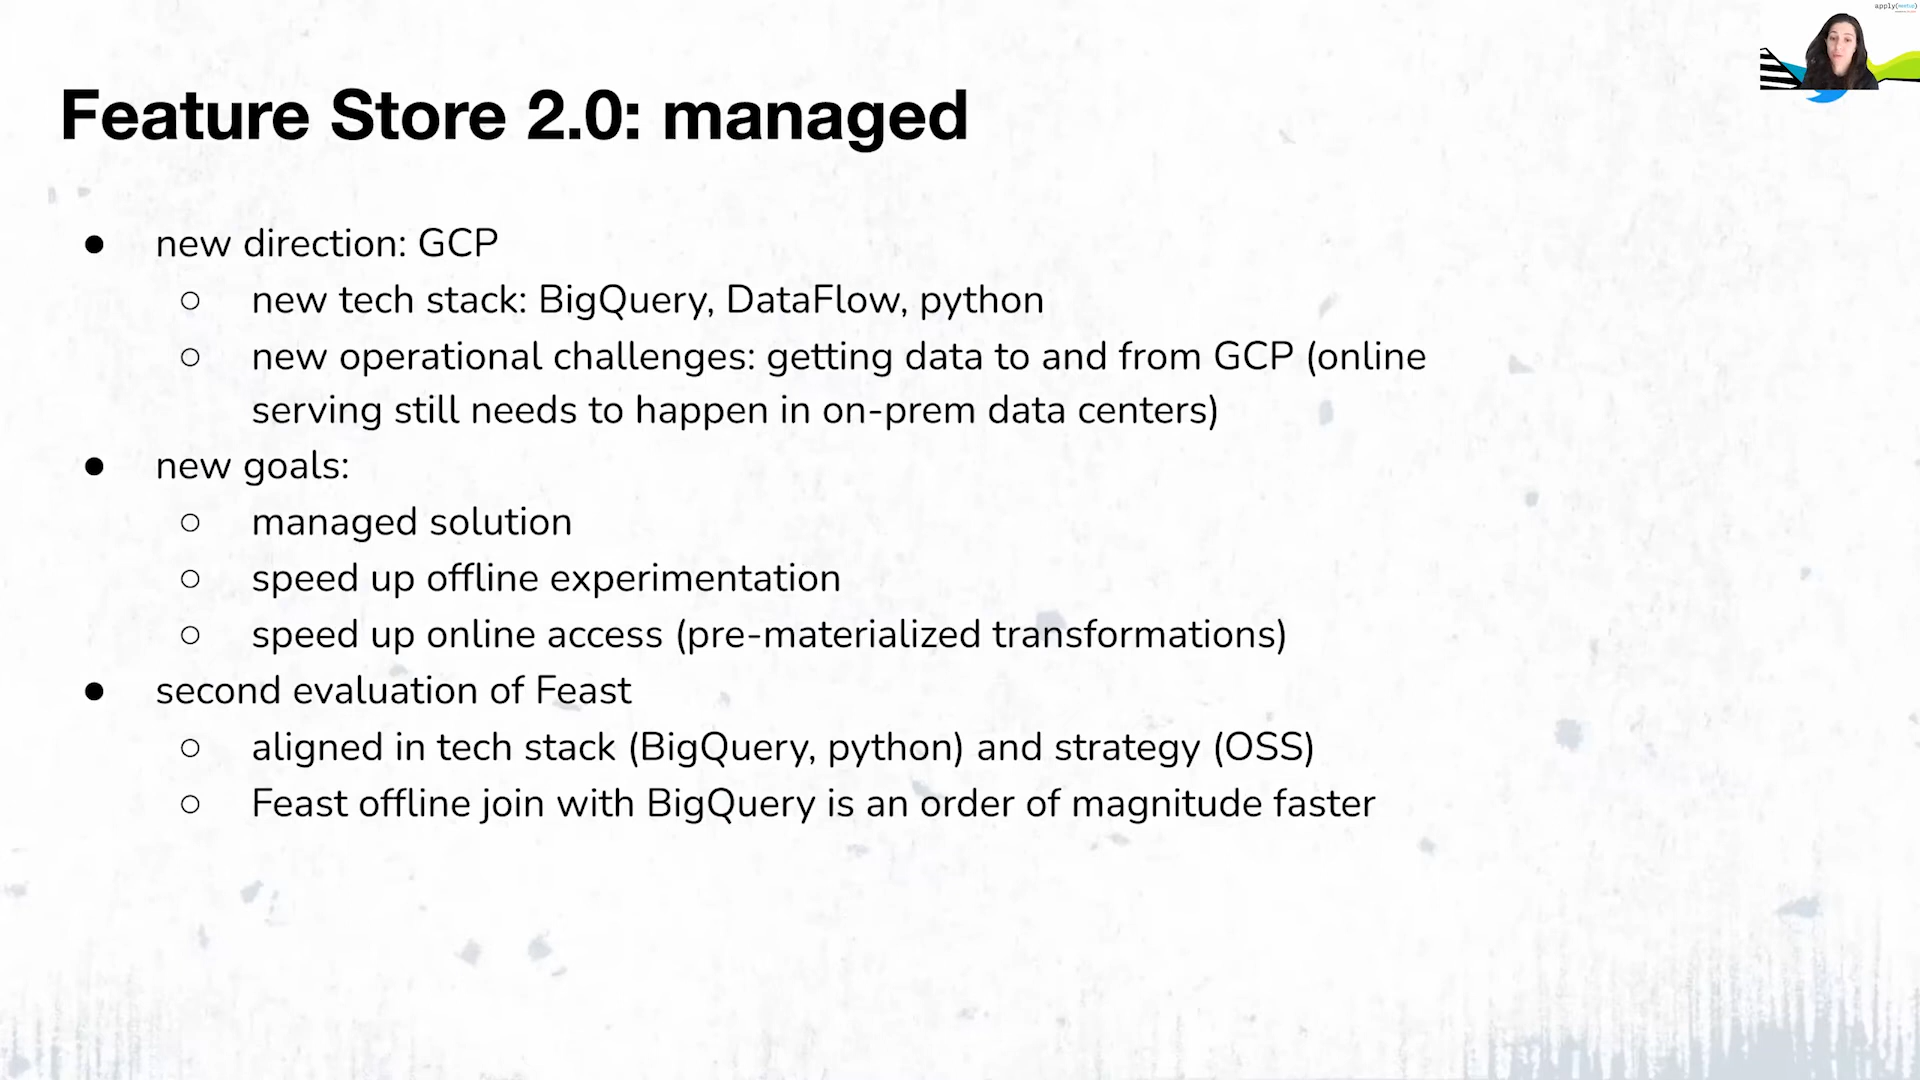 apply(meetup)
Feature Store 2.0: managed
● new direction: GCP
○ new tech stack: BigQuery, DataFlow, python
○ new operational challenges: getting data to and from GCP (online
serving still needs to happen in on-prem data centers)
● new goals:
○ managed solution
○ speed up offline experimentation
○ speed up online access (pre-materialized transformations)
● second evaluation of Feast
○ aligned in tech stack (BigQuery, python) and strategy (OSS)
○ Feast offline join with BigQuery is an order of magnitude faster